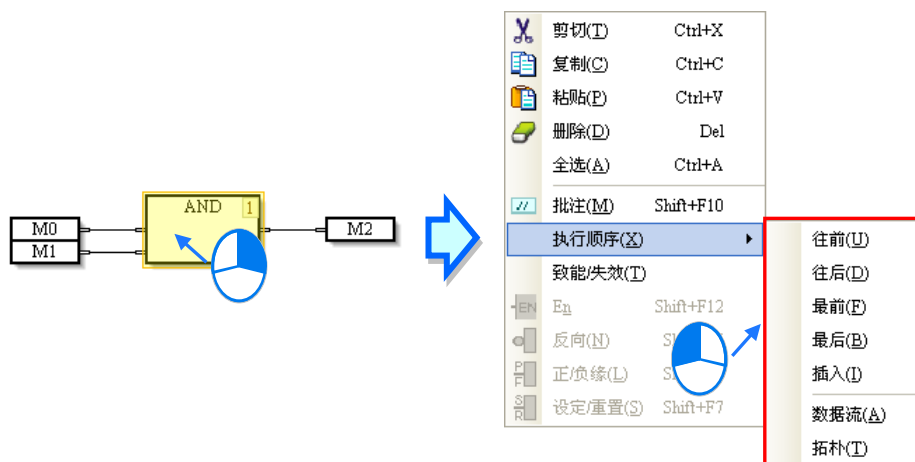 AND 1
M0
M1
M2
剪切(T) Ctrl+X
复制(C) Ctrl+C
粘贴(P) Ctrl+V
删除(D) Del
全选(A) Ctrl+A
批注(M) Shift+F10
执行顺序(X)
致能/失效(T)
En Shift+F12
反向(N)
正/负缘(L)
设定/重置(S) Shift+F7
往前(U)
往后(D)
最前(F)
最后(B)
插入(I)
数据流(A)
拓朴(T)